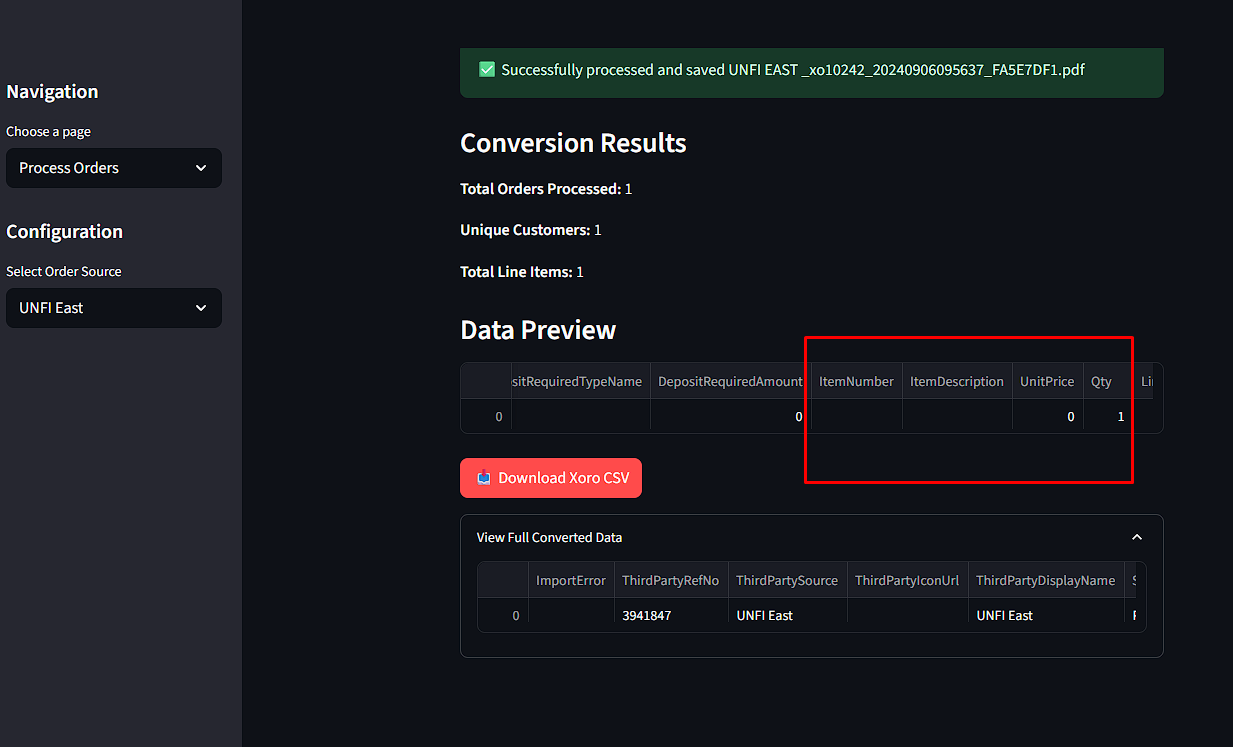 Navigation
Choose a page
Process Orders
Configuration
Select Order Source
UNFI East
Successfully processed and saved UNFI EAST _xo10242_20240906095637_FA5E7DF1.pdf
Conversion Results
Total Orders Processed: 1
Unique Customers: 1
Total Line Items: 1
Data Preview
sitRequiredTypeName DepositRequiredAmount ItemNumber ItemDescription UnitPrice Qty
0 0 0 1
Download Xoro CSV
View Full Converted Data
ImportError ThirdPartyRefNo ThirdPartySource ThirdPartyIconUrl ThirdPartyDisplayName
0 3941847 UNFI East UNFI East